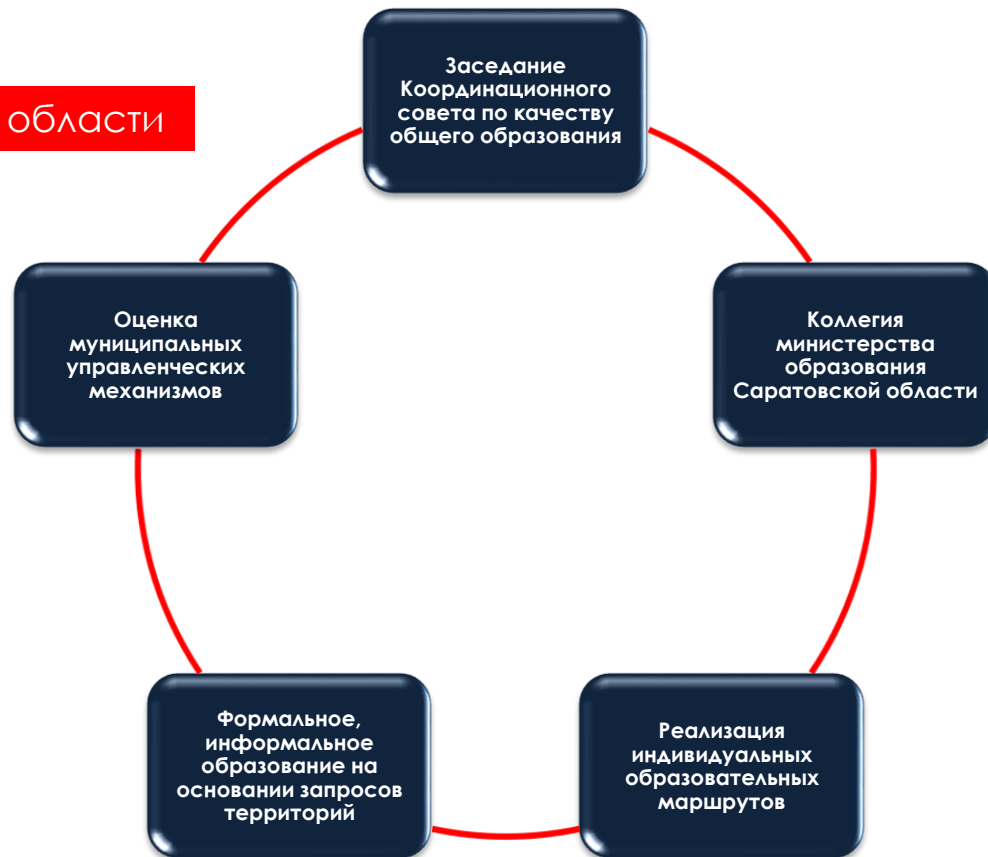 области
Заседание
Координационного
совета по качеству
общего образования
Оценка
муниципальных
управленческих
механизмов
Коллегия
министерства
образования
Саратовской области
Формальное,
информальное
образование на
основании запросов
территорий
Реализация
индивидуальных
образовательных
маршрутов